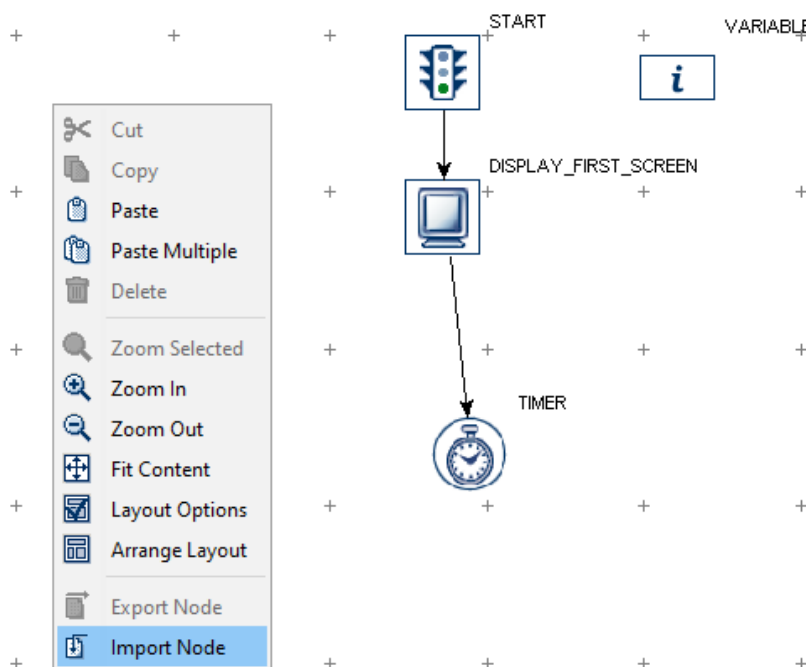 START
VARIABLE
i
Cut
Copy
DISPLAY_FIRST_SCREEN
Paste
Paste Multiple
Delete
Zoom Selected
Zoom In
TIMER
Zoom Out
Fit Content
Layout Options
Arrange Layout
Export Node
Import Node